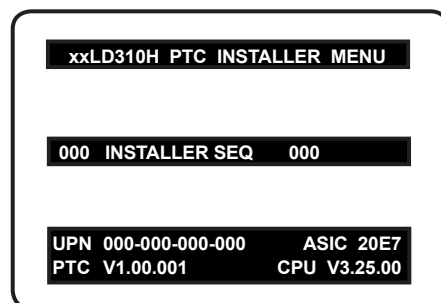 xxLD310H PTC INSTALLER MENU
000 INSTALLER SEQ 000
UPN 000-000-000-000 ASIC 20E7
PTC V1.00.001 CPU V3.25.00